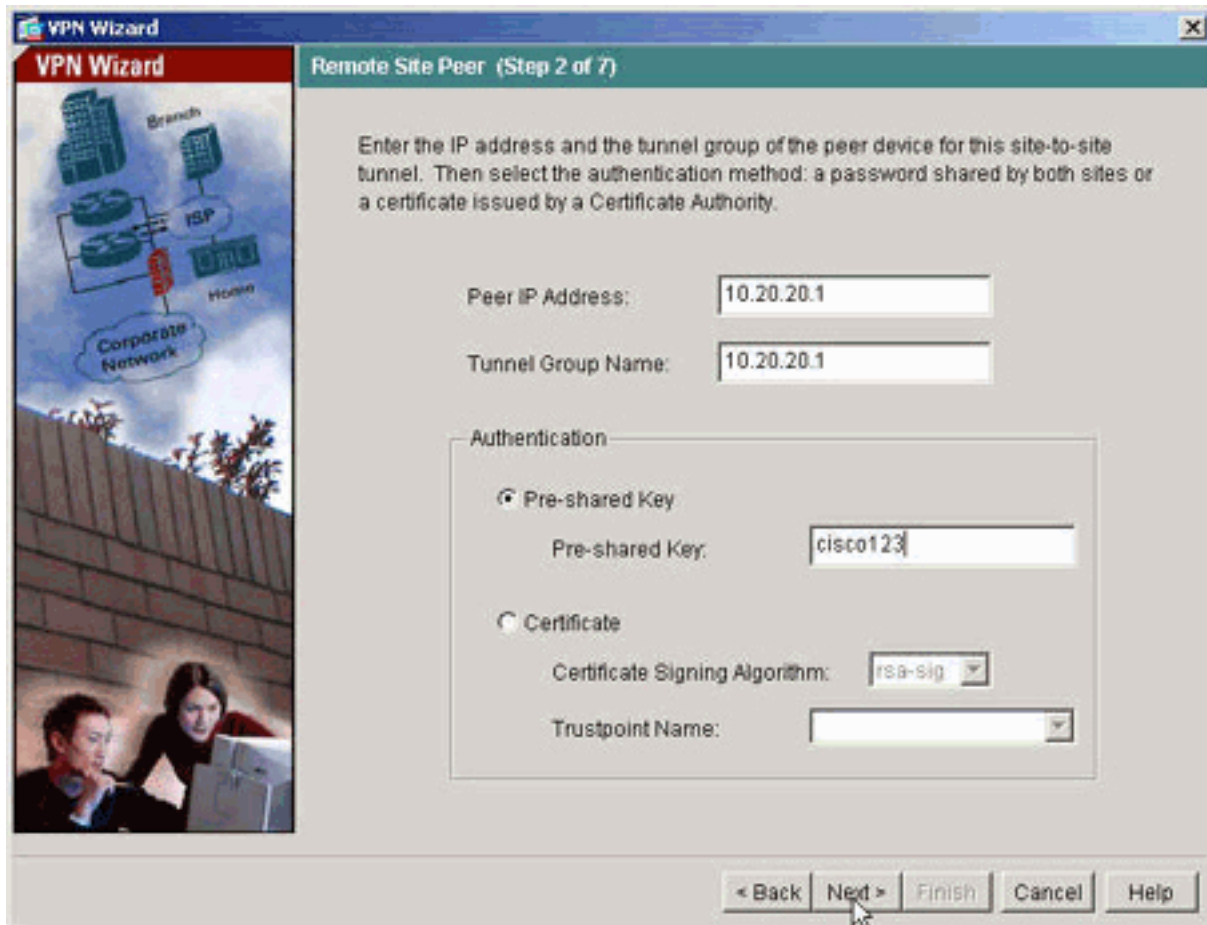 VPN Wizard
VPN Wizard
Remote Site Peer (Step 2 of 7)
Branch
ISP
Home
Corporate
Network
Enter the IP address and the tunnel group of the peer device for this site-to-site
tunnel. Then select the authentication method: a password shared by both sites or
a certificate issued by a Certificate Authority.
Peer IP Address: 10.20.20.1
Tunnel Group Name: 10.20.20.1
Authentication
Pre-shared Key
Pre-shared Key: cisco123
Certificate
Certificate Signing Algorithm: rsa-sig
Trustpoint Name:
< Back Next > Finish Cancel Help